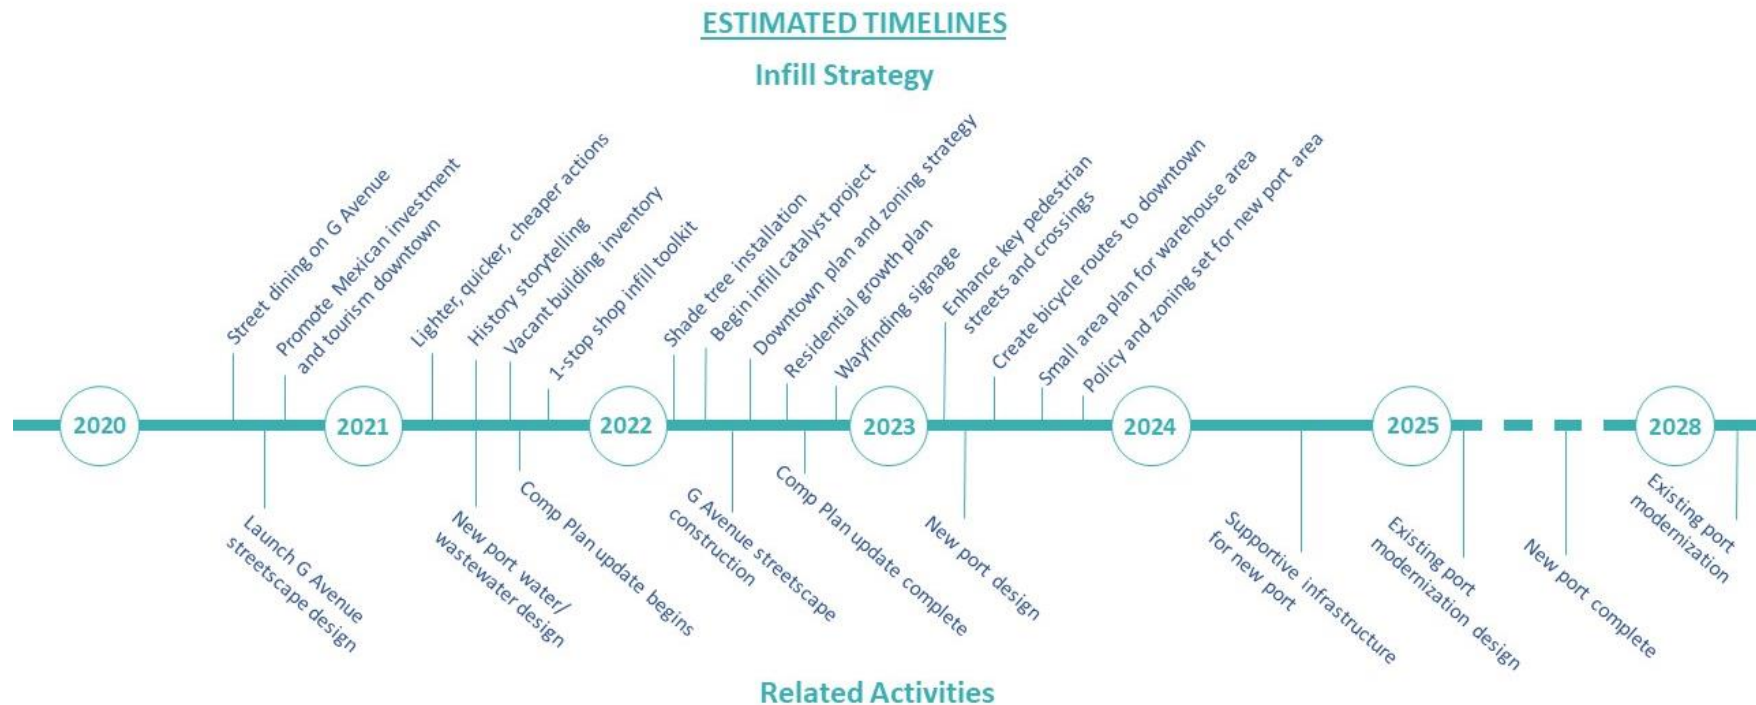 ESTIMATED TIMELINES
Infill Strategy
Street dining on G Avenue
Promote Mexican investment
and tourism downtown
Lighter, quicker, cheaper actions
History storytelling
Vacant building inventory
1-stop shop infill toolkit
Shade tree installation
Begin infill catalyst project
Downtown plan and zoning strategy
Residential growth plan
Wayfinding signage
Enhance key pedestrian
streets and crossings
Create bicycle routes to downtown
Small area plan for warehouse area
Policy and zoning set for new port area
2020
2021
2022
2023
2024
2025
2028
Launch G Avenue
streetscape design
New port water/
wastewater design
Comp Plan update begins
G Avenue streetscape
construction
Comp Plan update complete
New port design
Supportive infrastructure
for new port
Existing port
modernization design
New port complete
Existing port
modernization
Related Activities